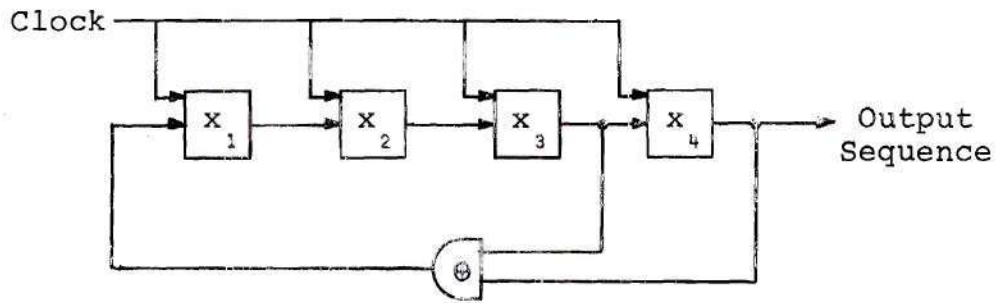 Clock
X1
X2
X3
X4
Output
Sequence
⊕